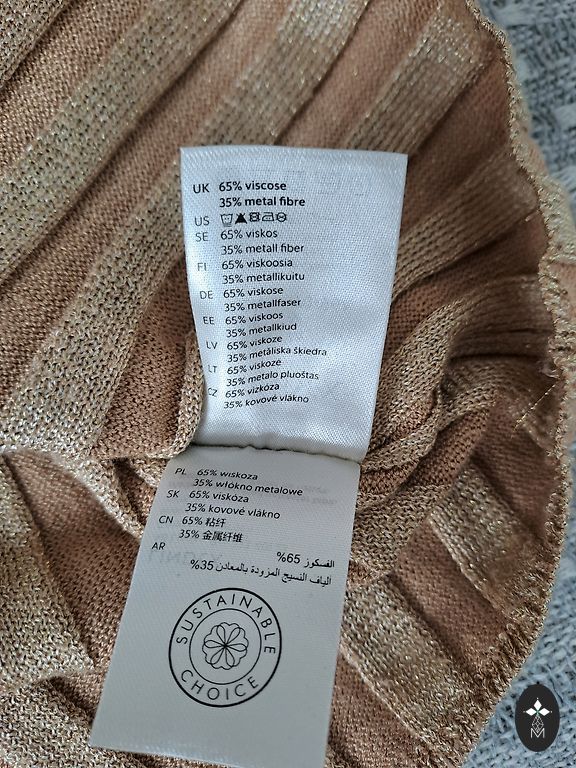 UK 65% viscose
35% metal fibre
US
SE 65% viskos
35% metall fiber
FI 65% viskoosia
35% metallikuitu
DE 65% viskose
35% metallfaser
EE 65% viskoos
35% metallkiud
LV 65% viskoze
35% metāliska šķiedra
LT 65% viskozė
35% metalo pluoštas
CZ 65% vizkóza
35% kovové vlákno
PL 65% wiskoza
35% włókno metalowe
SK 65% viskóza
35% kovové vlákno
CN 65% 粘纤
35% 金属纤维
AR الفسكوز 65%
ألياف النسيج المزودة بالمعادن 35%
SUSTAINABLE
CHOICE
M